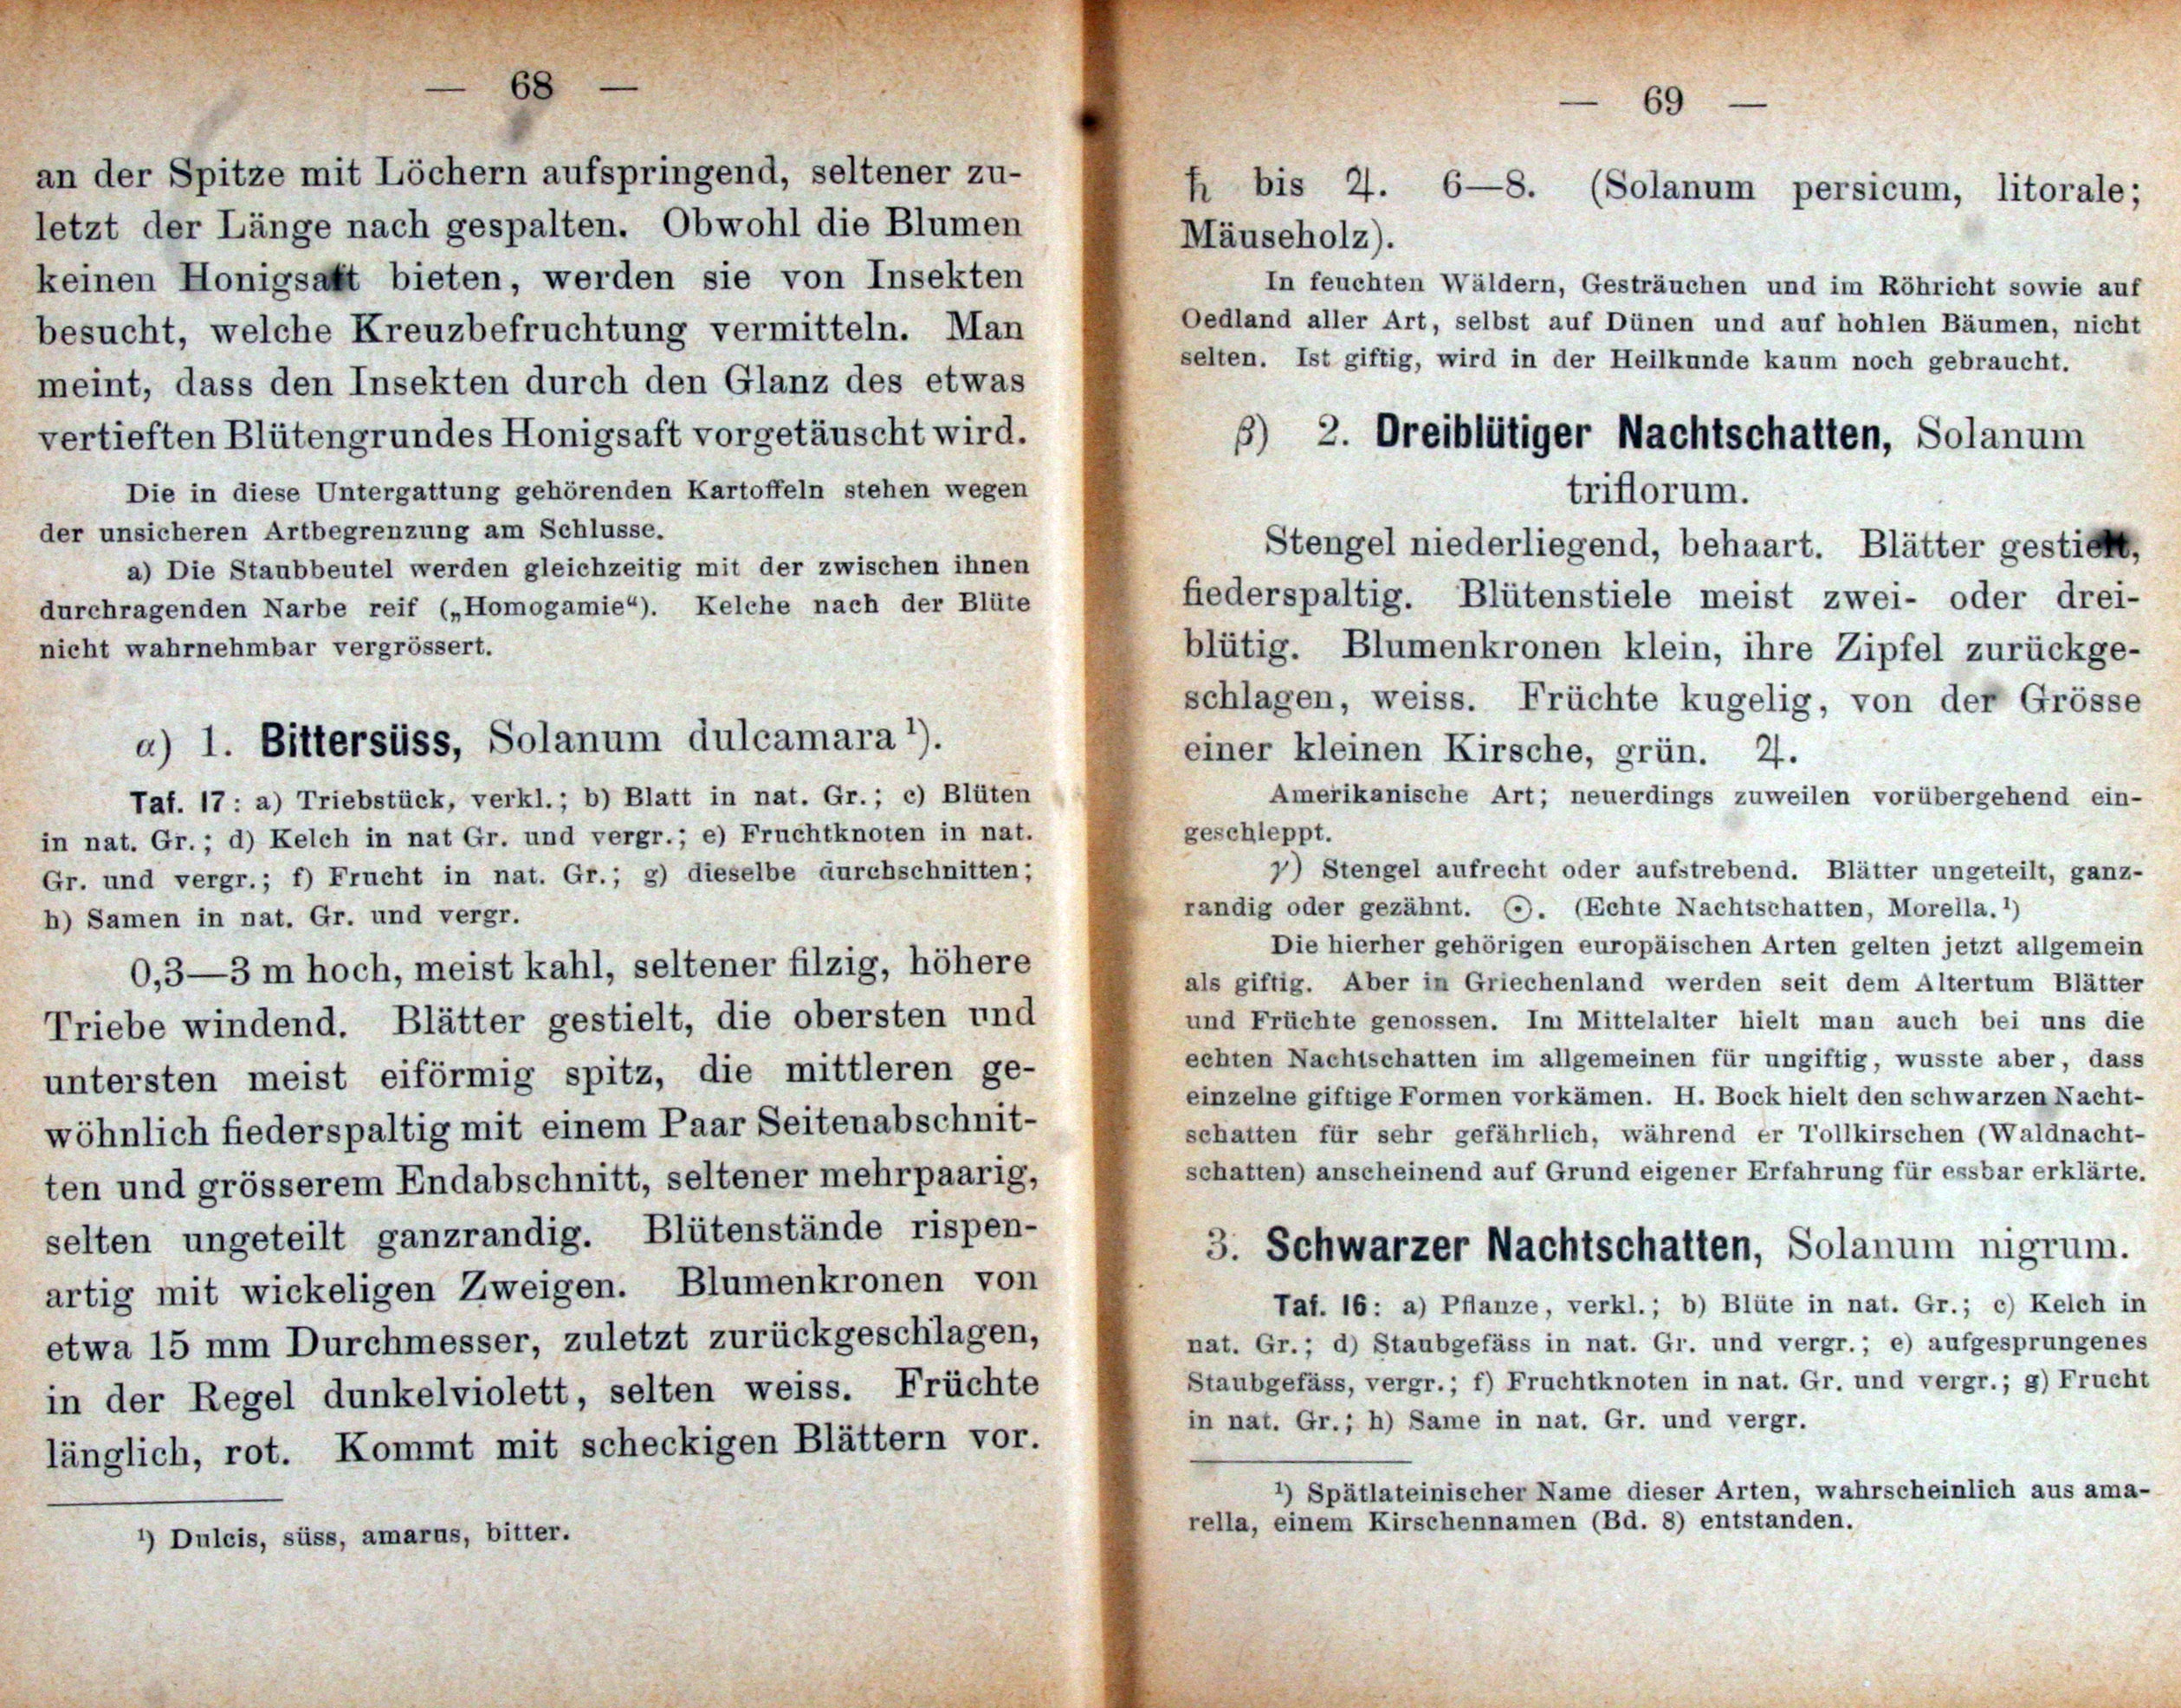 — 68 —
an der Spitze mit Löchern aufspringend, seltener zu-
letzt der Länge nach gespalten. Obwohl die Blumen
keinen Honigsaft bieten, werden sie von Insekten
besucht, welche Kreuzbefruchtung vermitteln. Man
meint, dass den Insekten durch den Glanz des etwas
vertieften Blütengrundes Honigsaft vorgetäuscht wird.
Die in diese Untergattung gehörenden Kartoffeln stehen wegen
der unsicheren Artbegrenzung am Schlusse.
a) Die Staubbeutel werden gleichzeitig mit der zwischen ihnen
durchragenden Narbe reif („Homogamie“). Kelche nach der Blüte
nicht wahrnehmbar vergrössert.
α) 1. Bittersüss, Solanum dulcamara ¹).
Taf. 17: a) Triebstück, verkl.; b) Blatt in nat. Gr.; c) Blüten
in nat. Gr.; d) Kelch in nat Gr. und vergr.; e) Fruchtknoten in nat.
Gr. und vergr.; f) Frucht in nat. Gr.; g) dieselbe durchschnitten;
h) Samen in nat. Gr. und vergr.
0,3—3 m hoch, meist kahl, seltener filzig, höhere
Triebe windend. Blätter gestielt, die obersten und
untersten meist eiförmig spitz, die mittleren ge-
wöhnlich fiederspaltig mit einem Paar Seitenabschnit-
ten und grösserem Endabschnitt, seltener mehrpaarig,
selten ungeteilt ganzrandig. Blütenstände rispen-
artig mit wickeligen Zweigen. Blumenkronen von
etwa 15 mm Durchmesser, zuletzt zurückgeschlagen,
in der Regel dunkelviolett, selten weiss. Früchte
länglich, rot. Kommt mit scheckigen Blättern vor.
¹) Dulcis, süss, amarus, bitter.
— 69 —
♄ bis ♃. 6—8. (Solanum persicum, litorale;
Mäuseholz).
In feuchten Wäldern, Gesträuchen und im Röhricht sowie auf
Oedland aller Art, selbst auf Dünen und auf hohlen Bäumen, nicht
selten. Ist giftig, wird in der Heilkunde kaum noch gebraucht.
β) 2. Dreiblütiger Nachtschatten, Solanum
triflorum.
Stengel niederliegend, behaart. Blätter gestielt,
fiederspaltig. Blütenstiele meist zwei- oder drei-
blütig. Blumenkronen klein, ihre Zipfel zurückge-
schlagen, weiss. Früchte kugelig, von der Grösse
einer kleinen Kirsche, grün. ♃.
Amerikanische Art; neuerdings zuweilen vorübergehend ein-
geschleppt.
γ) Stengel aufrecht oder aufstrebend. Blätter ungeteilt, ganz-
randig oder gezähnt. ⊙. (Echte Nachtschatten, Morella. ¹)
Die hierher gehörigen europäischen Arten gelten jetzt allgemein
als giftig. Aber in Griechenland werden seit dem Altertum Blätter
und Früchte genossen. Im Mittelalter hielt man auch bei uns die
echten Nachtschatten im allgemeinen für ungiftig, wusste aber, dass
einzelne giftige Formen vorkämen. H. Bock hielt den schwarzen Nacht-
schatten für sehr gefährlich, während er Tollkirschen (Waldnacht-
schatten) anscheinend auf Grund eigener Erfahrung für essbar erklärte.
3. Schwarzer Nachtschatten, Solanum nigrum.
Taf. 16: a) Pflanze, verkl.; b) Blüte in nat. Gr.; c) Kelch in
nat. Gr.; d) Staubgefäss in nat. Gr. und vergr.; e) aufgesprungenes
Staubgefäss, vergr.; f) Fruchtknoten in nat. Gr. und vergr.; g) Frucht
in nat. Gr.; h) Same in nat. Gr. und vergr.
¹) Spätlateinischer Name dieser Arten, wahrscheinlich aus ama-
rella, einem Kirschennamen (Bd. 8) entstanden.